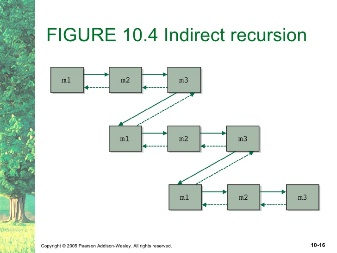 FIGURE 10.4 Indirect recursion
m1 m2 m3
m1 m2 m3
m1 m2 m3
Copyright © 2005 Pearson Addison-Wesley. All rights reserved. 10-16